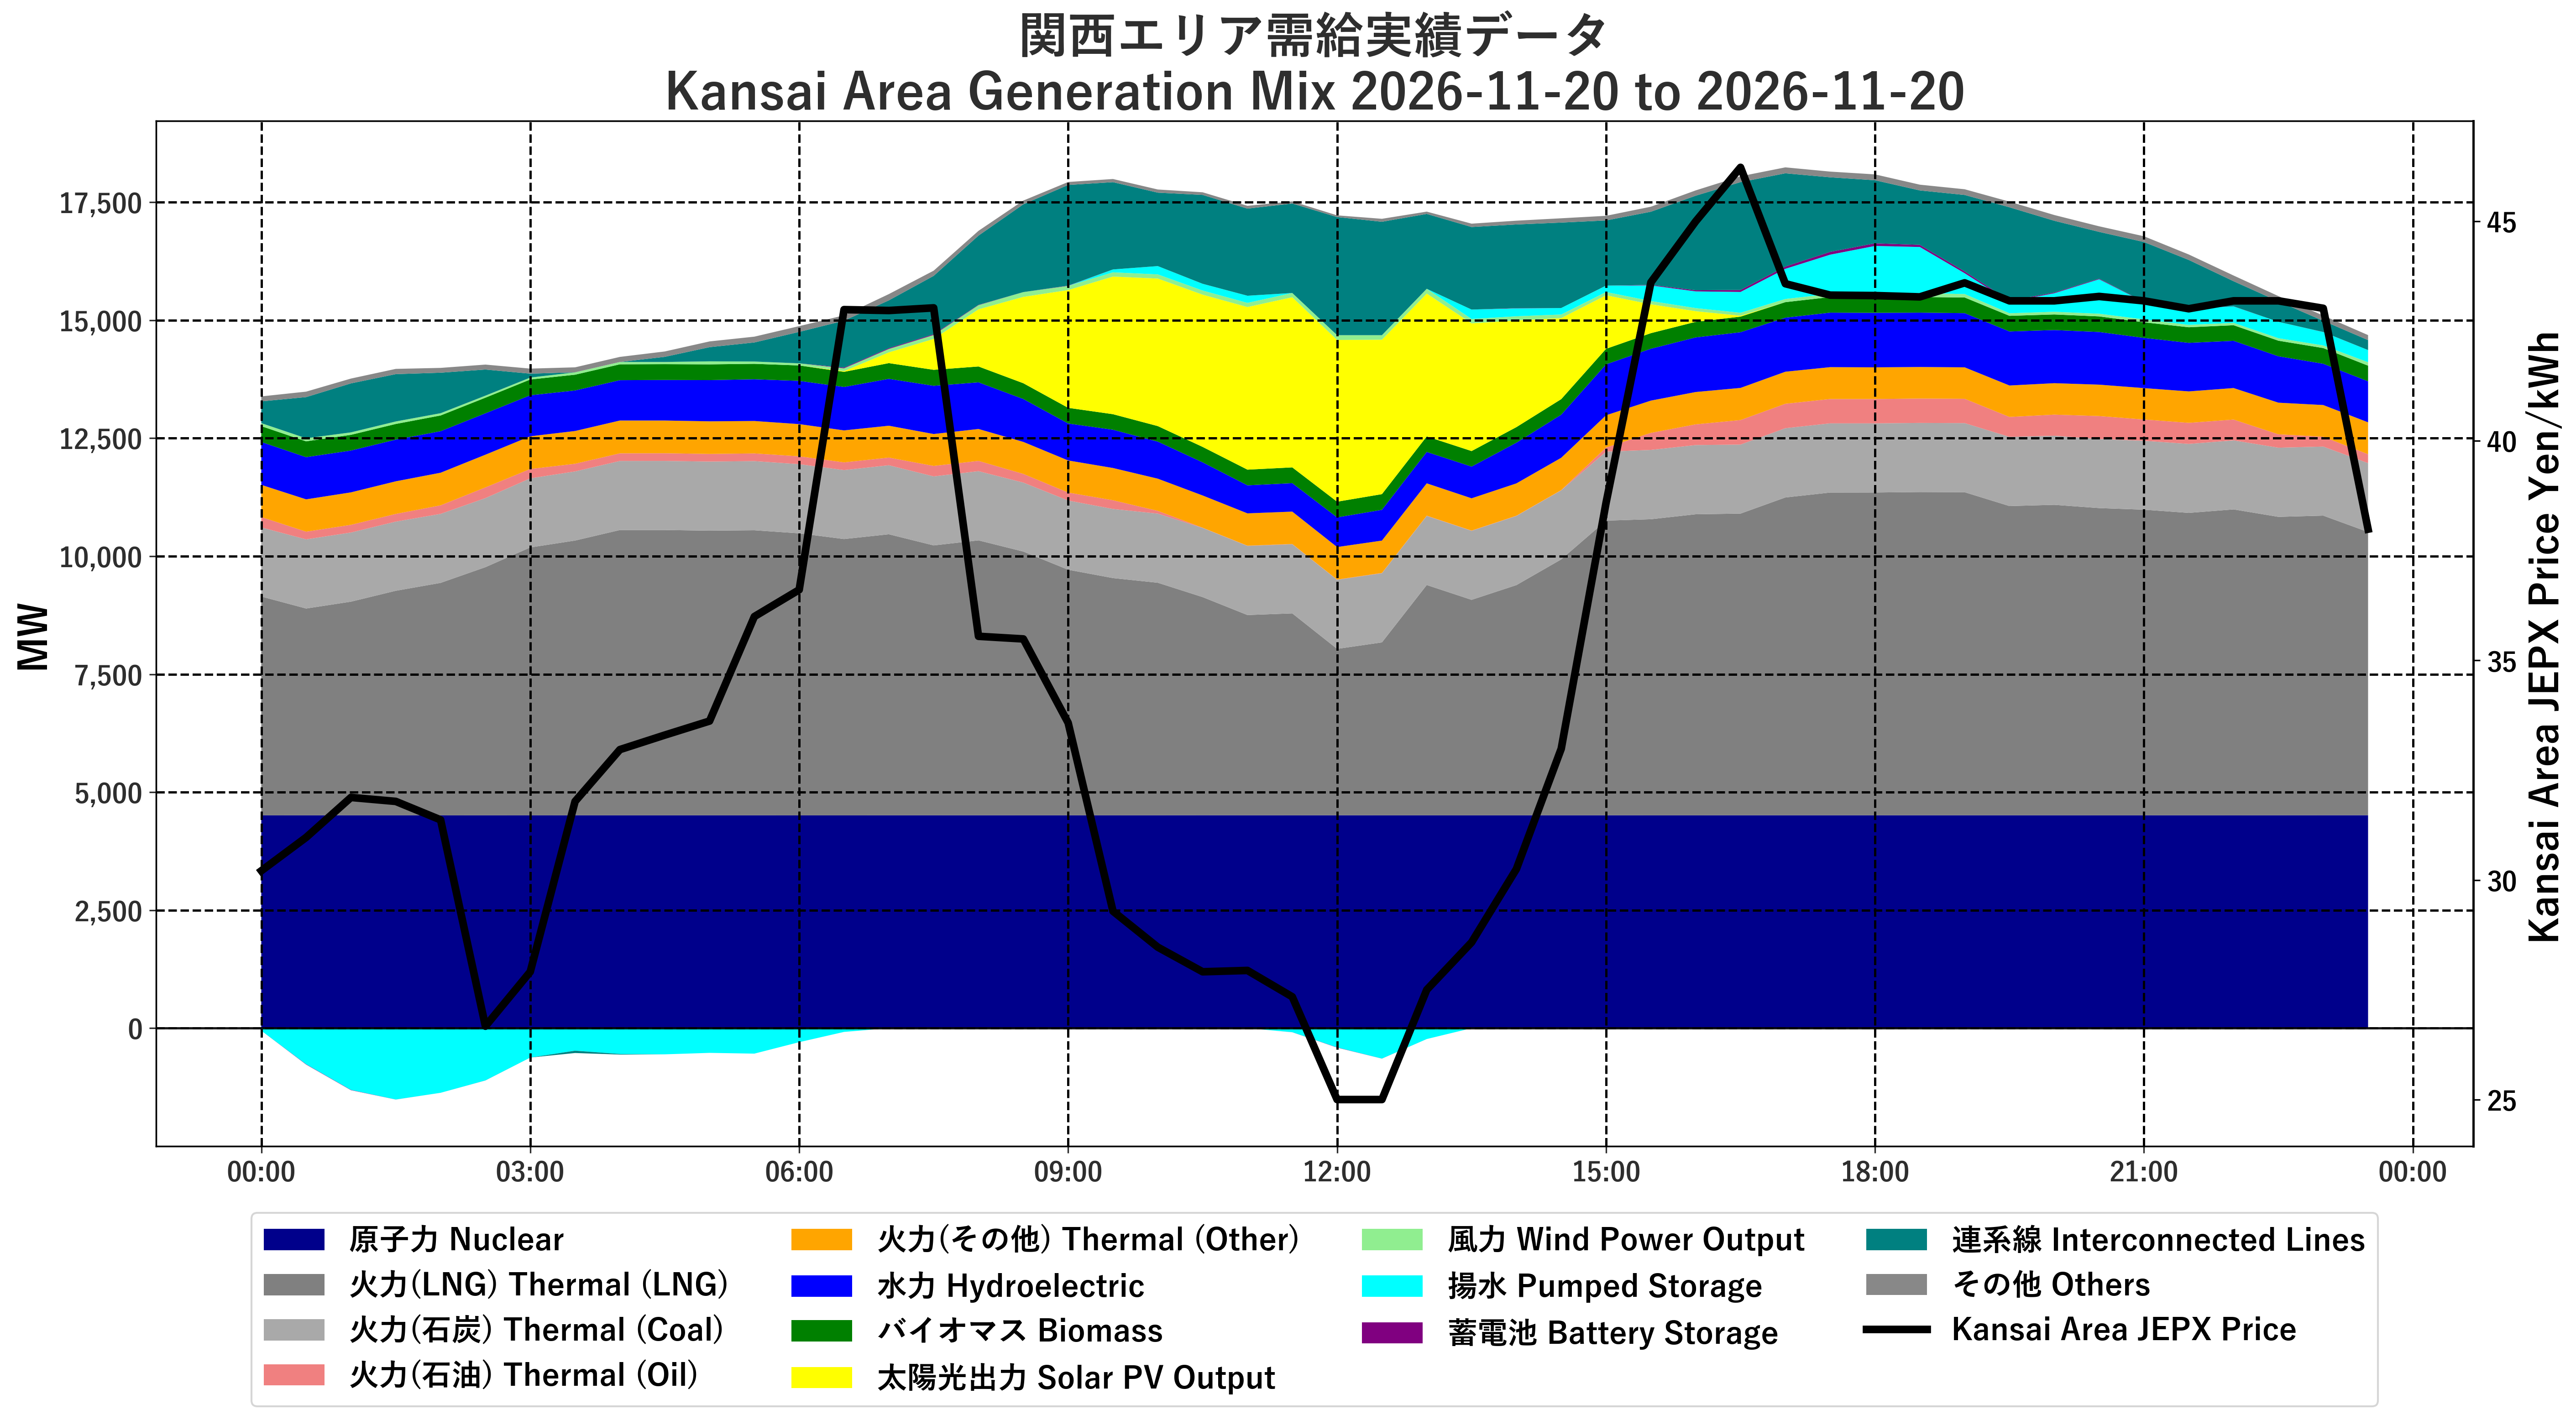 関西エリア需給実績データ
Kansai Area Generation Mix 2026-11-20 to 2026-11-20
MW
17,500
15,000
12,500
10,000
7,500
5,000
2,500
0
45
40
35
30
25
Kansai Area JEPX Price Yen/kWh
00:00 03:00 06:00 09:00 12:00 15:00 18:00 21:00 00:00
原子力 Nuclear
火力(LNG) Thermal (LNG)
火力(石炭) Thermal (Coal)
火力(石油) Thermal (Oil)
火力(その他) Thermal (Other)
水力 Hydroelectric
バイオマス Biomass
太陽光出力 Solar PV Output
風力 Wind Power Output
揚水 Pumped Storage
蓄電池 Battery Storage
連系線 Interconnected Lines
その他 Others
Kansai Area JEPX Price